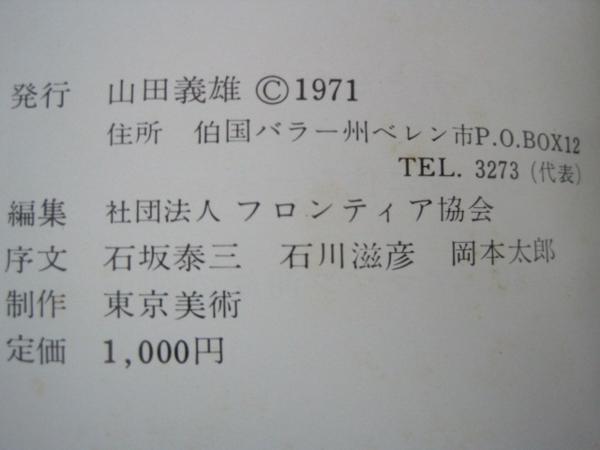 発行 山田義雄 ©1971
住所 伯国バラー州ベレン市P.O.BOX12
TEL. 3273 (代表)
編集 社団法人 フロンティア協会
序文 石坂泰三 石川滋彦 岡本太郎
制作 東京美術
定価 1,000円